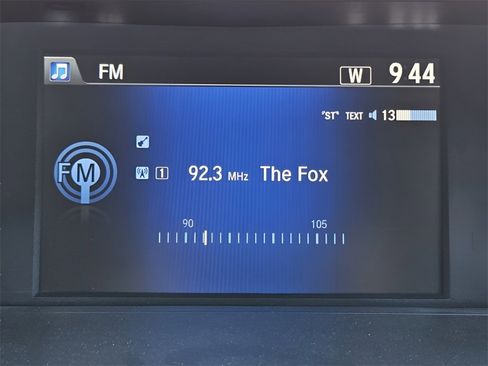 FM W 9 44
"ST" TEXT 13
FM
1 92.3 MHz The Fox
90 105